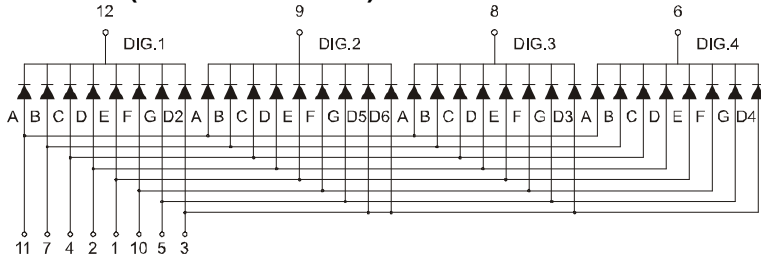 12 9 8 6
DIG.1 DIG.2 DIG.3 DIG.4
A B C D E F G D2 A B C D E F G D5 D6 A B C D E F G D3 A B C D E F G D4
11 7 4 2 1 10 5 3